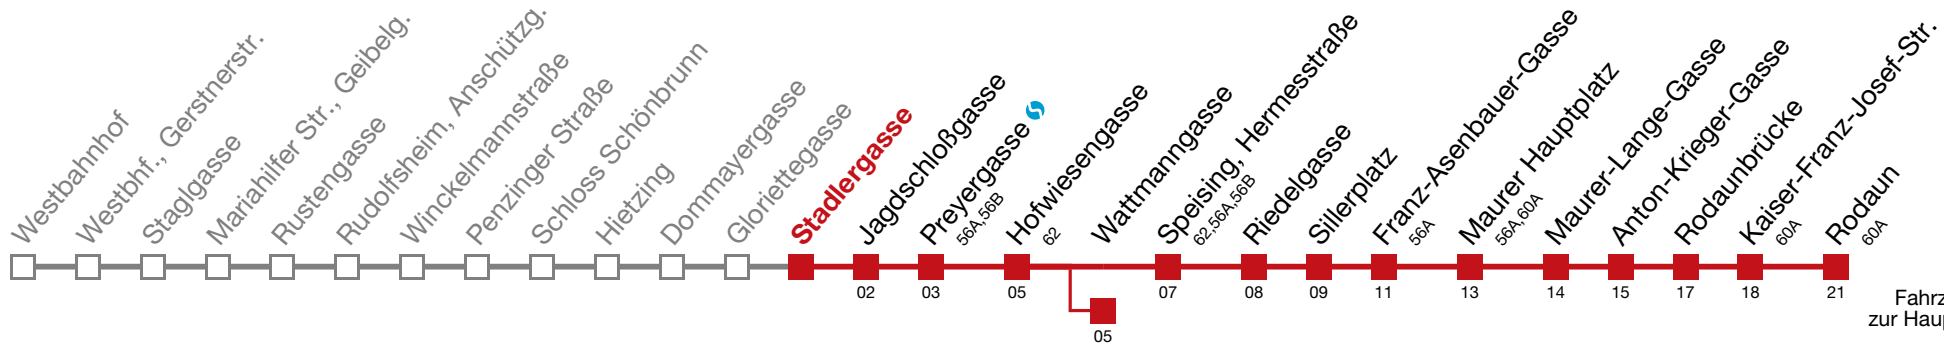 Westbahnhof
Westbhf., Gerstnerstr.
Staglgasse
Mariahilfer Str., Geibelg.
Rustengasse
Rudolfsheim, Anschützg.
Winckelmannstraße
Penzinger Straße
Schloss Schönbrunn
Hietzing
Dommayergasse
Gloriettegasse
Stadlergasse
Jagdschloßgasse
02
Preyergasse
56A,56B
03
Hofwiesengasse
62
05
Wattmanngasse
05
Speising, Hermesstraße
62,56A,56B
07
Riedelgasse
08
Sillerplatz
09
Franz-Asenbauer-Gasse
56A
11
Maurer Hauptplatz
56A,60A
13
Maurer-Lange-Gasse
14
Anton-Krieger-Gasse
15
Rodaunbrücke
17
Kaiser-Franz-Josef-Str.
60A
18
Rodaun
60A
21
Fahrz
zur Haup